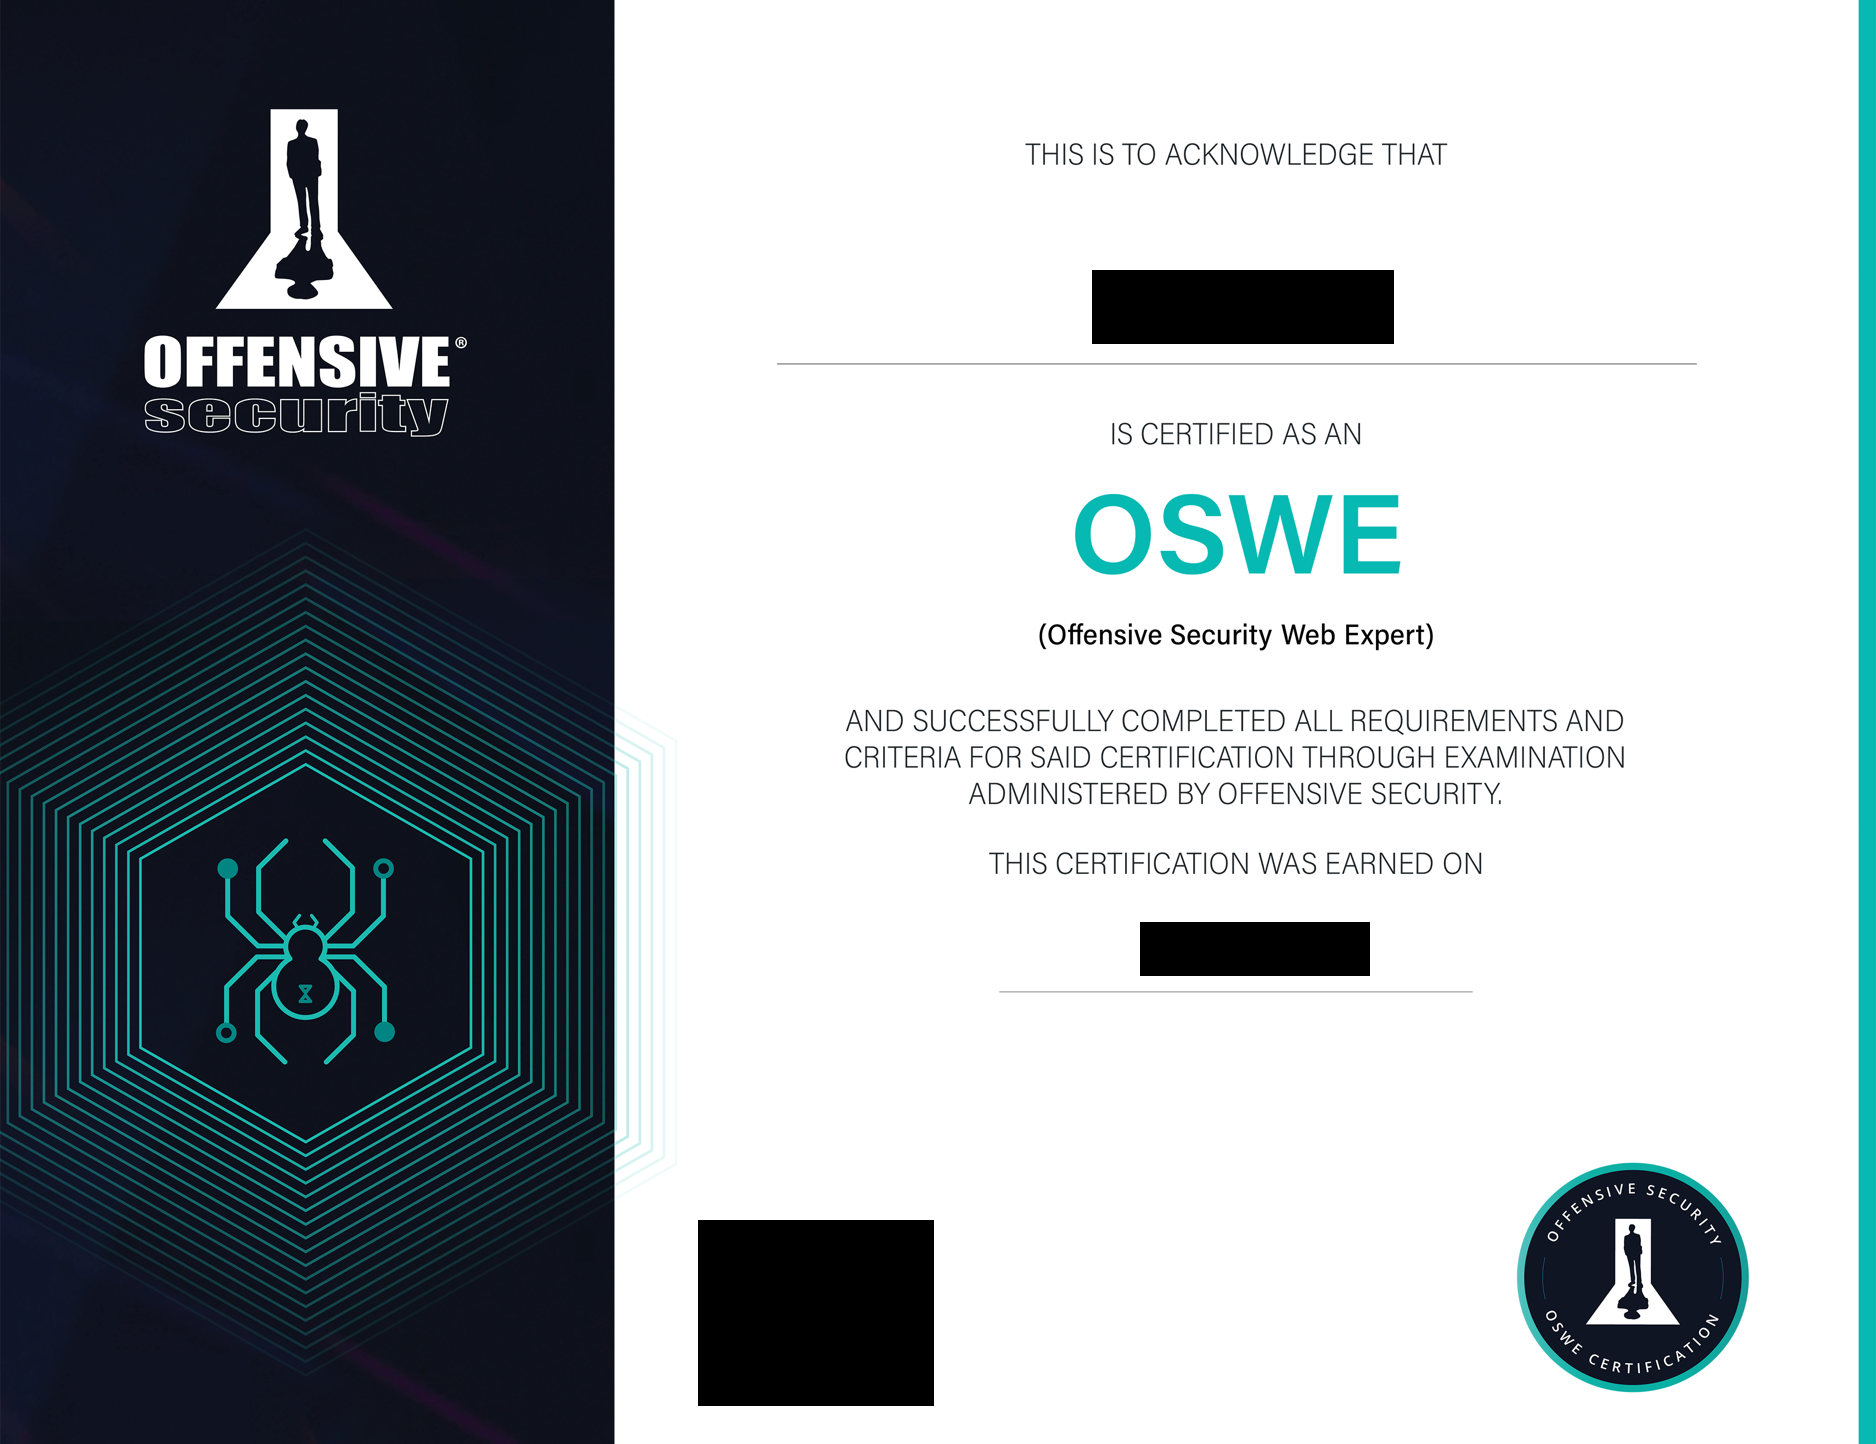 OFFENSIVE®
security
THIS IS TO ACKNOWLEDGE THAT
IS CERTIFIED AS AN
OSWE
(Offensive Security Web Expert)
AND SUCCESSFULLY COMPLETED ALL REQUIREMENTS AND
CRITERIA FOR SAID CERTIFICATION THROUGH EXAMINATION
ADMINISTERED BY OFFENSIVE SECURITY.
THIS CERTIFICATION WAS EARNED ON
OFFENSIVE SECURITY
OSWE CERTIFICATION